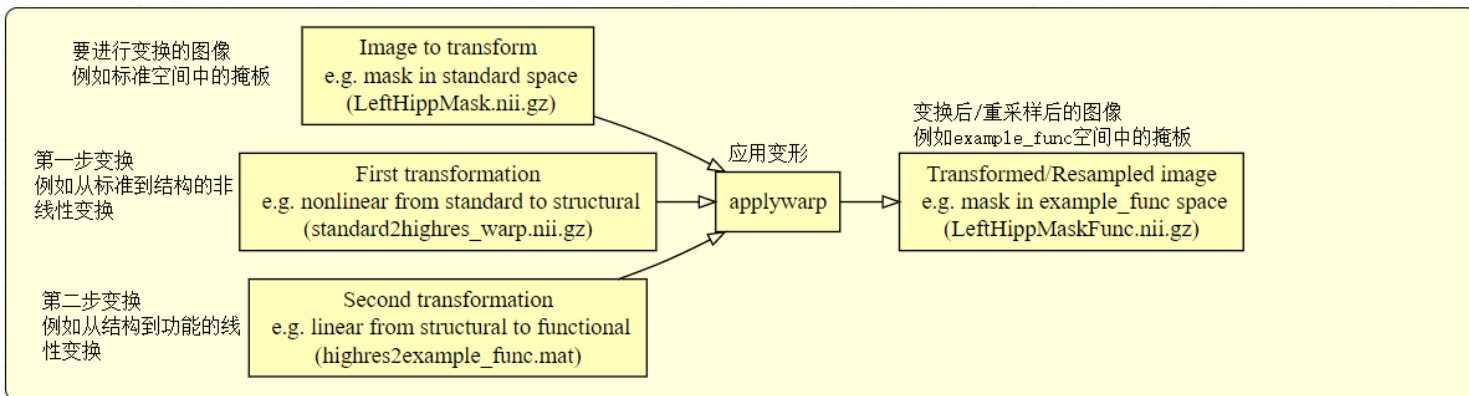 要进行变换的图像
例如标准空间中的掩板
Image to transform
e.g. mask in standard space
(LeftHippMask.nii.gz)
第一步变换
例如从标准到结构的非
线性变换
First transformation
e.g. nonlinear from standard to structural
(standard2highres_warp.nii.gz)
第二步变换
例如从结构到功能的线
性变换
Second transformation
e.g. linear from structural to functional
(highres2example_func.mat)
应用变形
applywarp
变换后/重采样后的图像
例如example_func空间中的掩板
Transformed/Resampled image
e.g. mask in example_func space
(LeftHippMaskFunc.nii.gz)